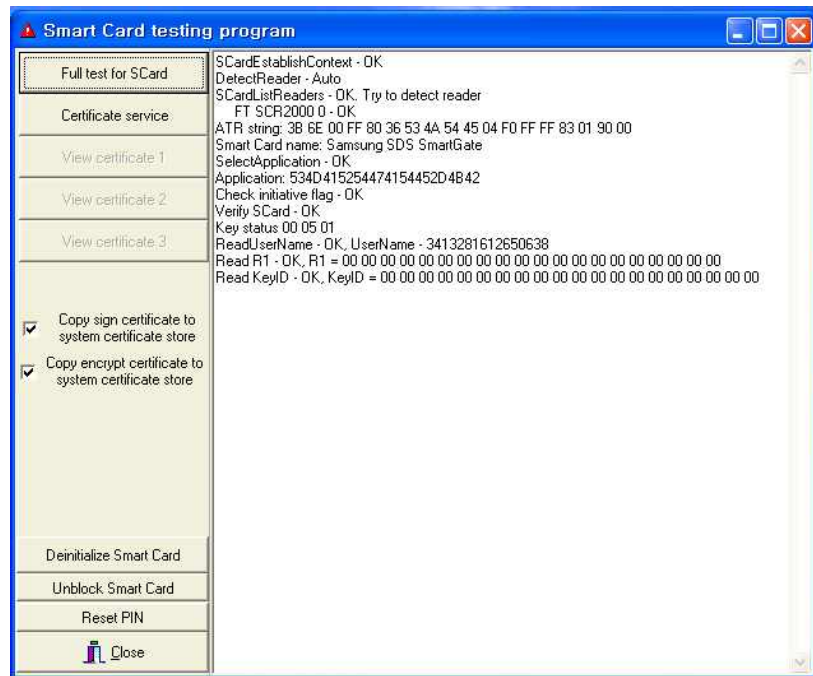 Smart Card testing program
Full test for SCard
Certificate service
View certificate 1
View certificate 2
View certificate 3
Copy sign certificate to
system certificate store
Copy encrypt certificate to
system certificate store
Deinitialize Smart Card
Unblock Smart Card
Reset PIN
Close
SCardEstablishContext - OK
DetectReader - Auto
SCardListReaders - OK. Try to detect reader
FT SCR2000 0 - OK
ATR string: 3B 6E 00 FF 80 36 53 4A 54 45 04 F0 FF FF 83 01 90 00
Smart Card name: Samsung SDS SmartGate
SelectApplication - OK
Application: 534D415254474154452D4B42
Check initiative flag - OK
Verify SCard - OK
Key status 00 05 01
ReadUserName - OK, UserName - 3413281612650638
Read R1 - OK, R1 = 00 00 00 00 00 00 00 00 00 00 00 00 00 00 00 00 00 00 00 00
Read KeyID - OK, KeyID = 00 00 00 00 00 00 00 00 00 00 00 00 00 00 00 00 00 00 00 00